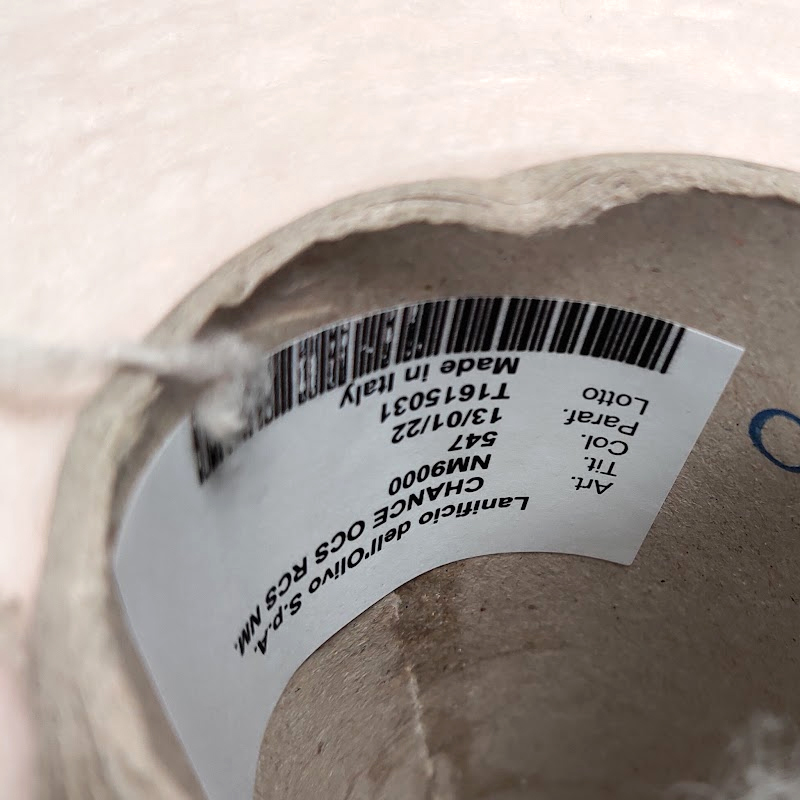 Lanificio dell'Olivo S.p.A.
Art. CHANCE OCS RCS NM.
Tit. NM9000
Col. 547
Paraf. 13/01/22
Lotto T1615031
Made in Italy